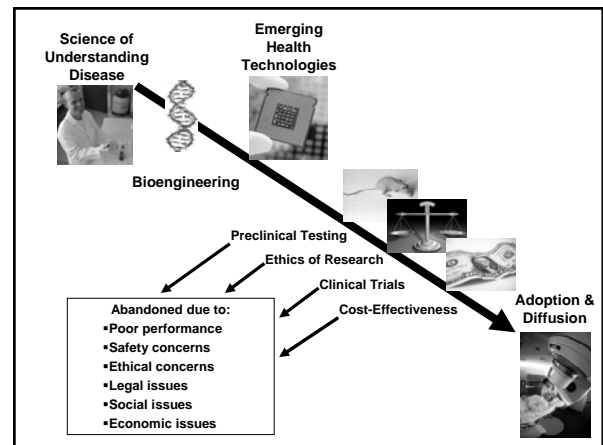 Science of
Understanding
Disease
Emerging
Health
Technologies
Bioengineering
Preclinical Testing
Ethics of Research
Clinical Trials
Cost-Effectiveness
Adoption &
Diffusion
Abandoned due to:
▪Poor performance
▪Safety concerns
▪Ethical concerns
▪Legal issues
▪Social issues
▪Economic issues